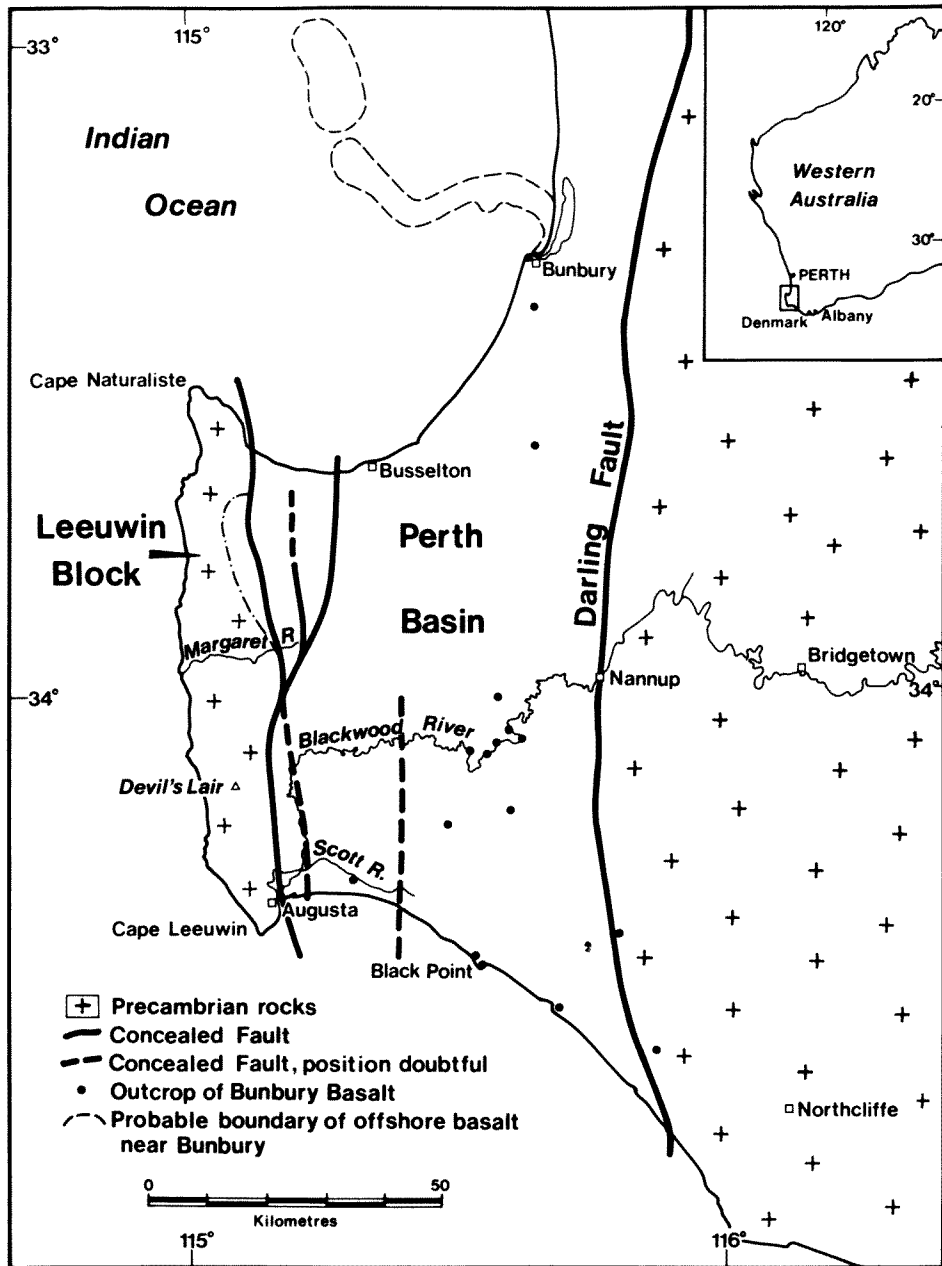 115°
120°
33°
20°
Indian
Ocean
Western
Australia
30°
PERTH
Denmark
Albany
Bunbury
Cape Naturaliste
Busselton
Darling Fault
Leeuwin
Block
Perth
Basin
Margaret R
Bridgetown
Nannup
34°
34°
Blackwood River
Devil's Lair
Scott R.
Augusta
Cape Leeuwin
?
Black Point
Precambrian rocks
Concealed Fault
Concealed Fault, position doubtful
Outcrop of Bunbury Basalt
Probable boundary of offshore basalt
near Bunbury
Northcliffe
0
50
Kilometres
115°
116°